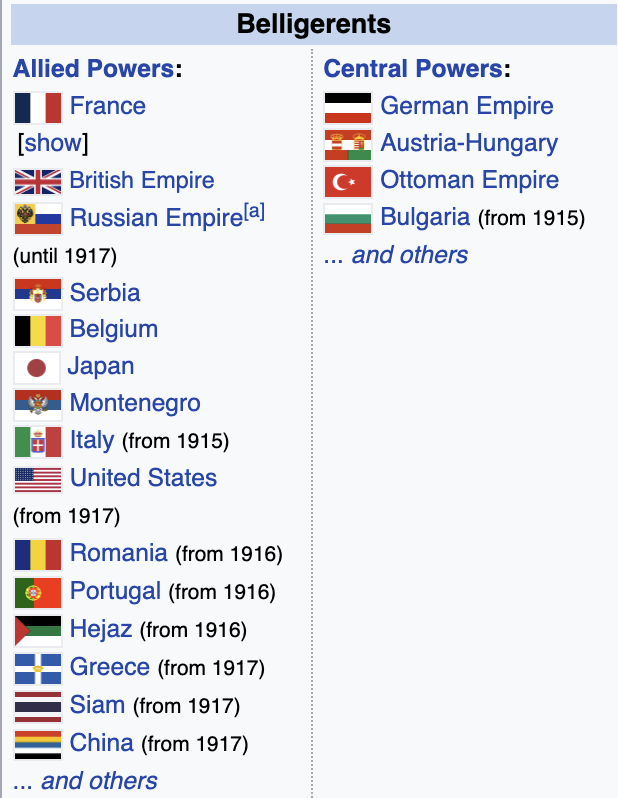 Belligerents
Allied Powers:
France
[show]
British Empire
Russian Empire[a]
(until 1917)
Serbia
Belgium
Japan
Montenegro
Italy (from 1915)
United States
(from 1917)
Romania (from 1916)
Portugal (from 1916)
Hejaz (from 1916)
Greece (from 1917)
Siam (from 1917)
China (from 1917)
... and others
Central Powers:
German Empire
Austria-Hungary
Ottoman Empire
Bulgaria (from 1915)
... and others